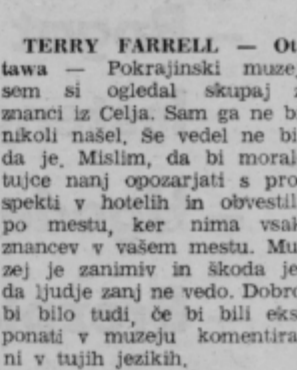 TERRY FARRELL — Ot
tawa — Pokrajinski muze
sem si ogledal skupaj z
znanci iz Celja. Sam ga ne bi
nikoli našel. Še vedel ne bi
da je. Mislim, da bi moral
tujce nanj opozarjati s pro
spekti v hotelih in obvestil
po mestu, ker nima vsak
znancev v vašem mestu. Mu
zej je zanimiv in škoda je
da ljudje zanj ne vedo. Dobro
bi bilo tudi, če bi bili eks
ponati v muzeju komentira
ni v tujih jezikih.